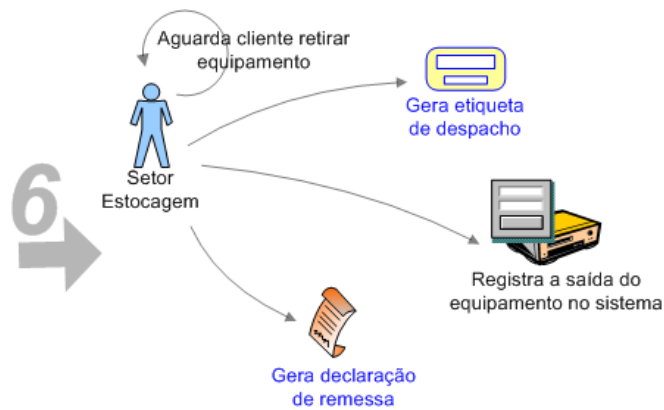 Aguarda cliente retirar
equipamento
Gera etiqueta
de despacho
Setor
Estocagem
6
Registra a saída do
equipamento no sistema
Gera declaração
de remessa